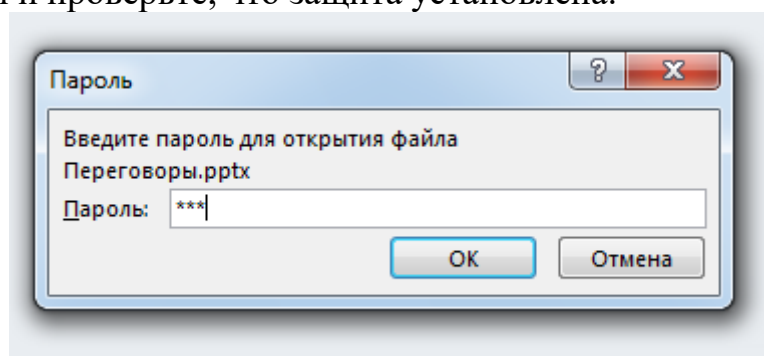 и проверьте, что защита установлена.
Пароль
Введите пароль для открытия файла
Переговоры.pptx
Пароль: ***
ОК Отмена